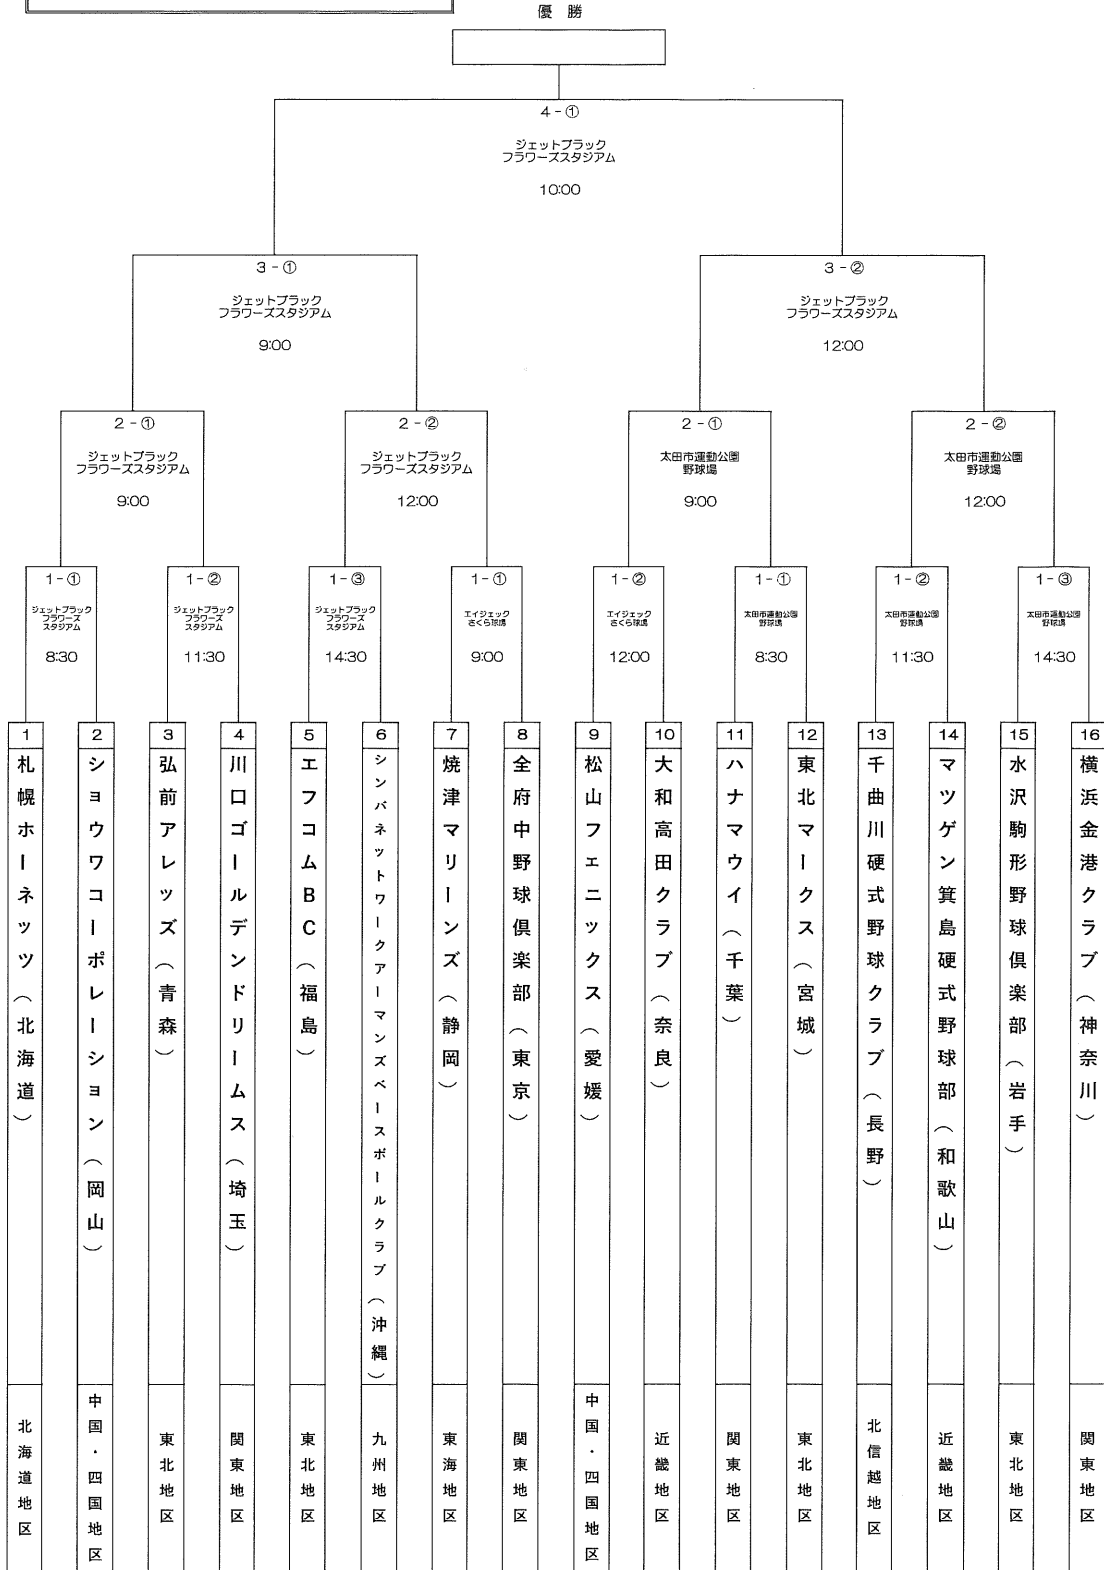 優 勝
4-①
ジェットブラック
フラワーズスタジアム
10:00
3-①
ジェットブラック
フラワーズスタジアム
9:00
3-②
ジェットブラック
フラワーズスタジアム
12:00
2-①
ジェットブラック
フラワーズスタジアム
9:00
2-②
ジェットブラック
フラワーズスタジアム
12:00
2-①
太田市運動公園
野球場
9:00
2-②
太田市運動公園
野球場
12:00
1-①
ジェットブラック
フラワーズ
スタジアム
8:30
1-②
ジェットブラック
フラワーズ
スタジアム
11:30
1-③
ジェットブラック
フラワーズ
スタジアム
14:30
1-①
エイジェック
さくら球場
9:00
1-②
エイジェック
さくら球場
12:00
1-①
太田市運動公園
野球場
8:30
1-②
太田市運動公園
野球場
11:30
1-③
太田市運動公園
野球場
14:30
1
札幌ホーネッツ(北海道)
北海道地区
2
ショウワコーポレーション(岡山)
中国・四国地区
3
弘前アレッズ(青森)
東北地区
4
川口ゴールデンドリームス(埼玉)
関東地区
5
エフコムBC(福島)
東北地区
6
シンバネットワークアーマンズベースボールクラブ(沖縄)
九州地区
7
焼津マリーンズ(静岡)
東海地区
8
全府中野球倶楽部(東京)
関東地区
9
松山フェニックス(愛媛)
中国・四国地区
10
大和高田クラブ(奈良)
近畿地区
11
ハナマウイ(千葉)
関東地区
12
東北マークス(宮城)
東北地区
13
千曲川硬式野球クラブ(長野)
北信越地区
14
マツゲン箕島硬式野球部(和歌山)
近畿地区
15
水沢駒形野球倶楽部(岩手)
東北地区
16
横浜金港クラブ(神奈川)
関東地区